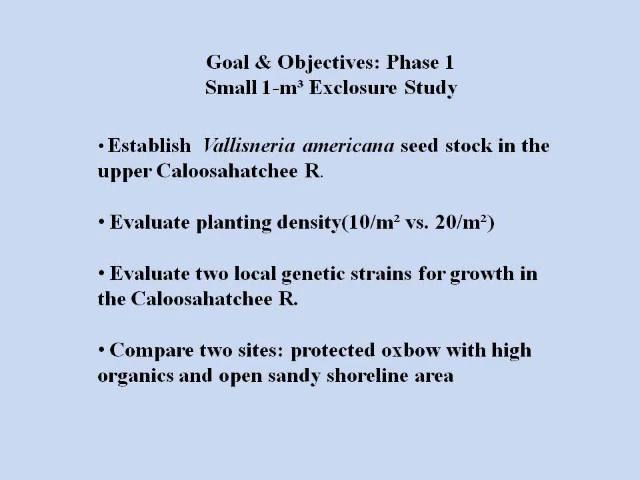 Goal & Objectives: Phase 1
Small 1-m³ Exclosure Study
• Establish Vallisneria americana seed stock in the
upper Caloosahatchee R.
• Evaluate planting density(10/m² vs. 20/m²)
• Evaluate two local genetic strains for growth in
the Caloosahatchee R.
• Compare two sites: protected oxbow with high
organics and open sandy shoreline area